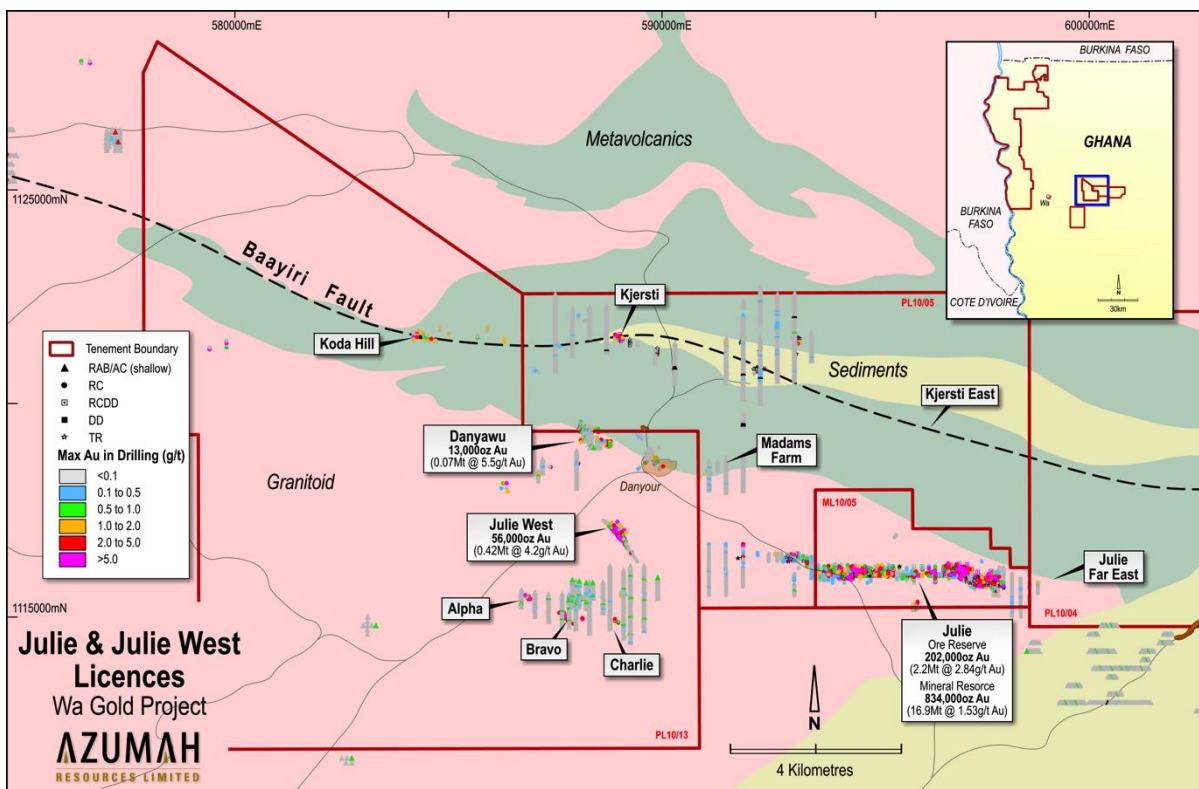 580000mE
590000mE
600000mE
BURKINA FASO
GHANA
Wa
BURKINA
FASO
COTE D'IVOIRE
N
30km
Metavolcanics
1125000mN
Baayiri Fault
PL10/05
Kjersti
Koda Hill
Sediments
Kjersti East
Tenement Boundary
RAB/AC (shallow)
RC
RCDD
DD
TR
Max Au in Drilling (g/t)
<0.1
0.1 to 0.5
0.5 to 1.0
1.0 to 2.0
2.0 to 5.0
>5.0
Danyawu
13,000oz Au
(0.07Mt @ 5.5g/t Au)
Madams
Farm
Granitoid
Danyour
ML10/05
Julie West
56,000oz Au
(0.42Mt @ 4.2g/t Au)
Julie
Far East
Alpha
Bravo
Charlie
1115000mN
PL10/04
Julie
Ore Reserve
202,000oz Au
(2.2Mt @ 2.84g/t Au)
Mineral Resorce
834,000oz Au
(16.9Mt @ 1.53g/t Au)
Julie & Julie West
Licences
Wa Gold Project
AZUMAH
RESOURCES LIMITED
PL10/13
N
4 Kilometres